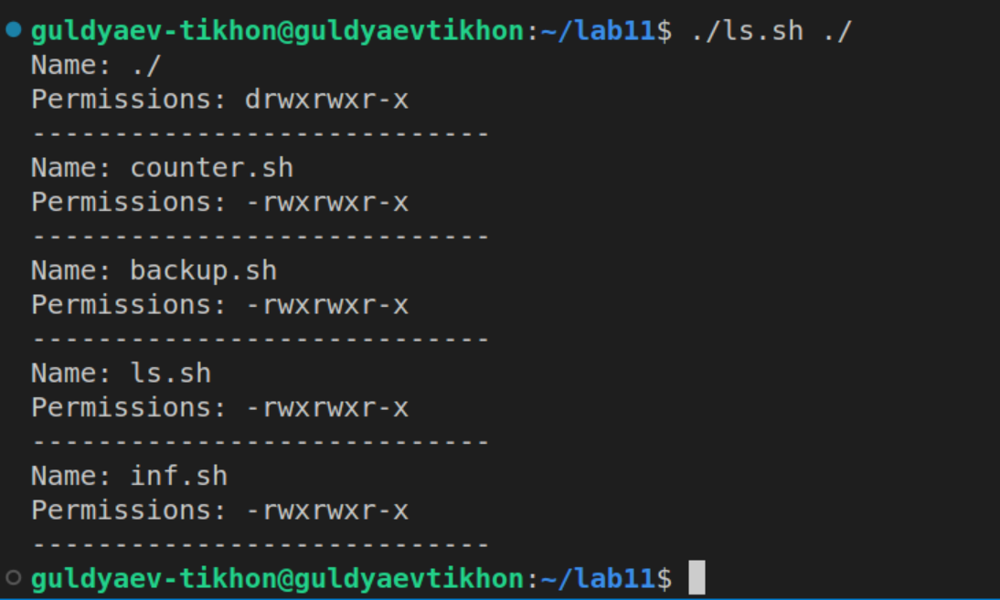 guldyaev-tikhon@guldyaevtikhon:~/lab11$ ./ls.sh ./
Name: ./
Permissions: drwxrwxr-x
----------------------------
Name: counter.sh
Permissions: -rwxrwxr-x
----------------------------
Name: backup.sh
Permissions: -rwxrwxr-x
----------------------------
Name: ls.sh
Permissions: -rwxrwxr-x
----------------------------
Name: inf.sh
Permissions: -rwxrwxr-x
----------------------------
guldyaev-tikhon@guldyaevtikhon:~/lab11$